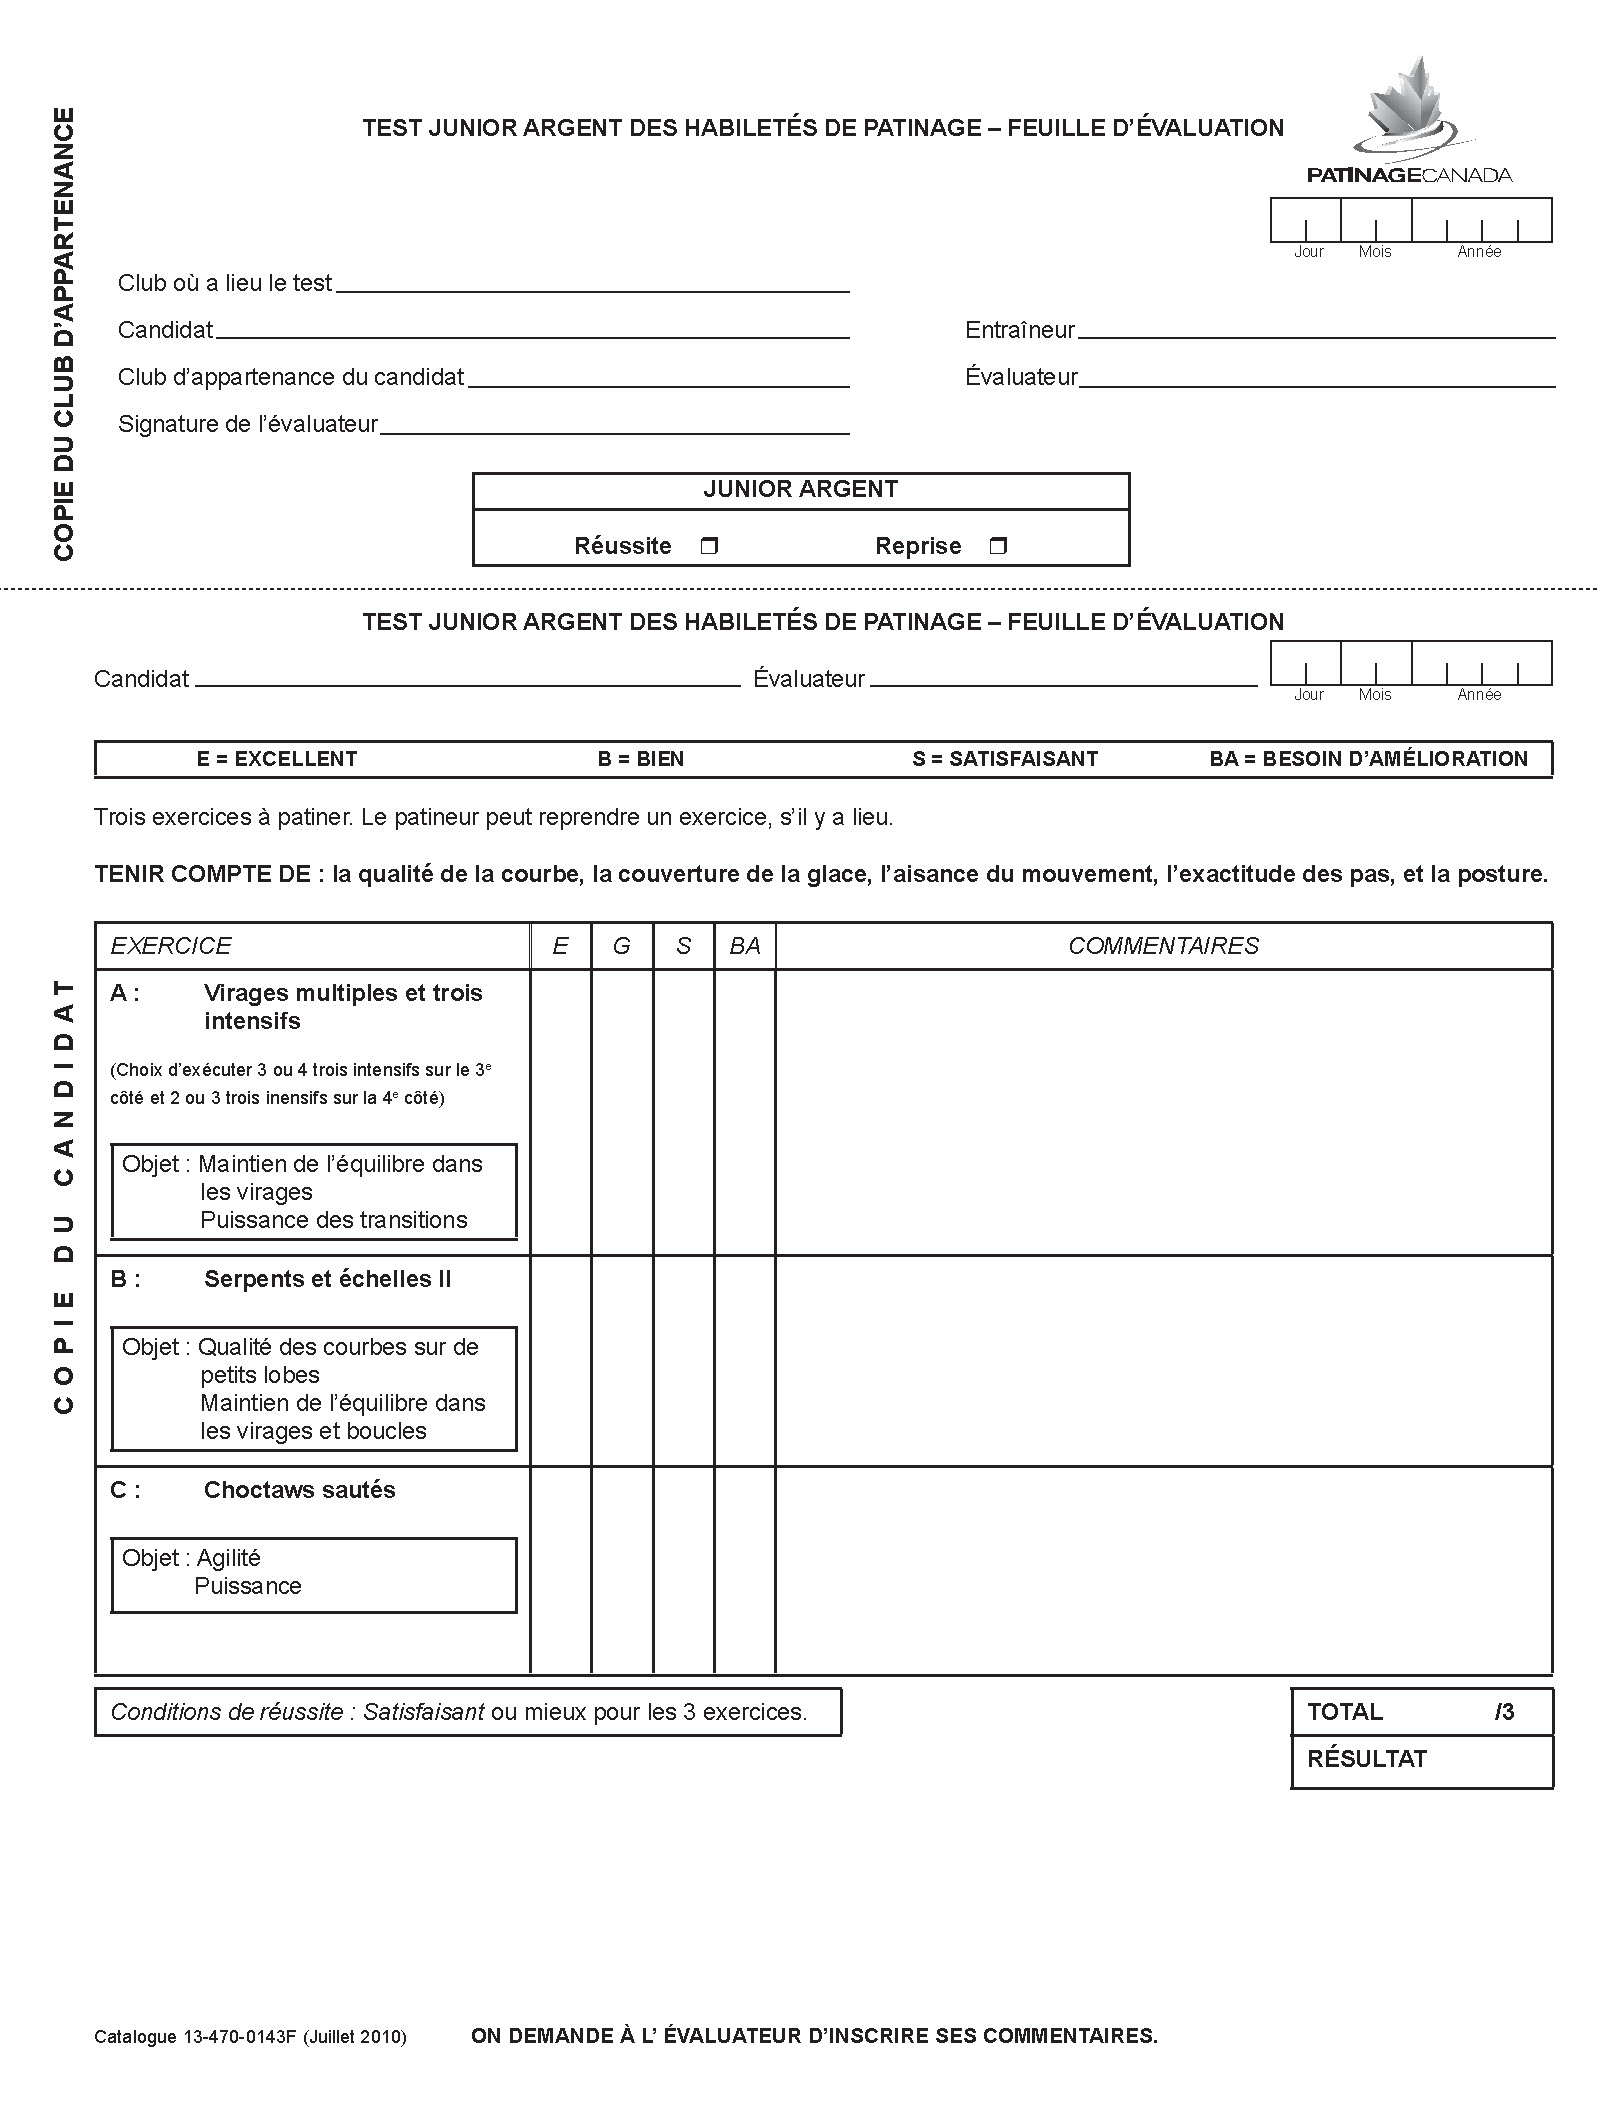 COPIE DU CLUB D'APPARTENANCE
TEST JUNIOR ARGENT DES HABILETÉS DE PATINAGE – FEUILLE D'ÉVALUATION
PATINAGE CANADA
Jour Mois Année
Club où a lieu le test
Candidat Entraîneur
Club d'appartenance du candidat Évaluateur
Signature de l'évaluateur
JUNIOR ARGENT
Réussite ❒ Reprise ❒
TEST JUNIOR ARGENT DES HABILETÉS DE PATINAGE – FEUILLE D'ÉVALUATION
Candidat Évaluateur
Jour Mois Année
E = EXCELLENT B = BIEN S = SATISFAISANT BA = BESOIN D'AMÉLIORATION
Trois exercices à patiner. Le patineur peut reprendre un exercice, s'il y a lieu.
TENIR COMPTE DE : la qualité de la courbe, la couverture de la glace, l'aisance du mouvement, l'exactitude des pas, et la posture.
COPIE DU CANDIDAT
EXERCICE E G S BA COMMENTAIRES
A : Virages multiples et trois
intensifs
(Choix d'exécuter 3 ou 4 trois intensifs sur le 3e
côté et 2 ou 3 trois inensifs sur la 4e côté)
Objet : Maintien de l'équilibre dans
les virages
Puissance des transitions
B : Serpents et échelles II
Objet : Qualité des courbes sur de
petits lobes
Maintien de l'équilibre dans
les virages et boucles
C : Choctaws sautés
Objet : Agilité
Puissance
Conditions de réussite : Satisfaisant ou mieux pour les 3 exercices.
TOTAL /3
RÉSULTAT
Catalogue 13-470-0143F (Juillet 2010) ON DEMANDE À L' ÉVALUATEUR D'INSCRIRE SES COMMENTAIRES.